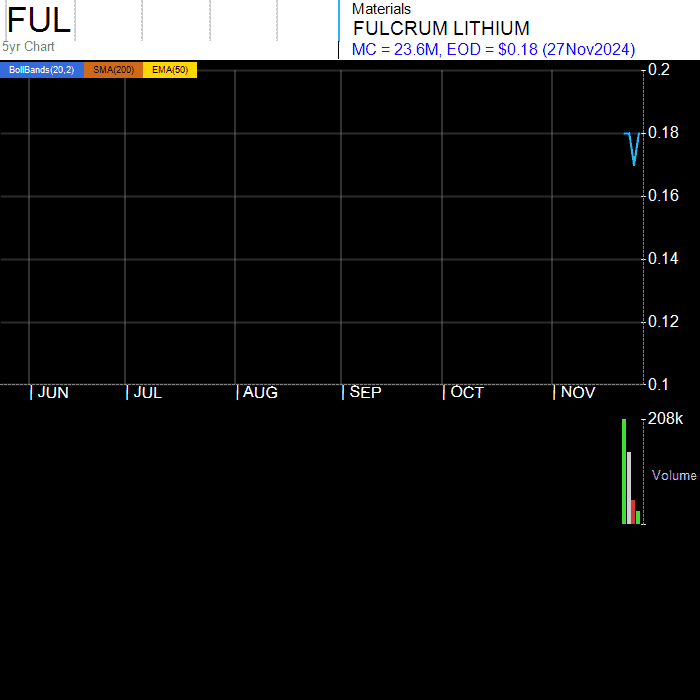 FUL
5yr Chart
Materials
FULCRUM LITHIUM
MC = 23.6M, EOD = $0.18 (27Nov2024)
BollBands(20,2) SMA(200) EMA(50)
0.2
0.18
0.16
0.14
0.12
0.1
| JUN | JUL | AUG | SEP | OCT | NOV
208k
Volume